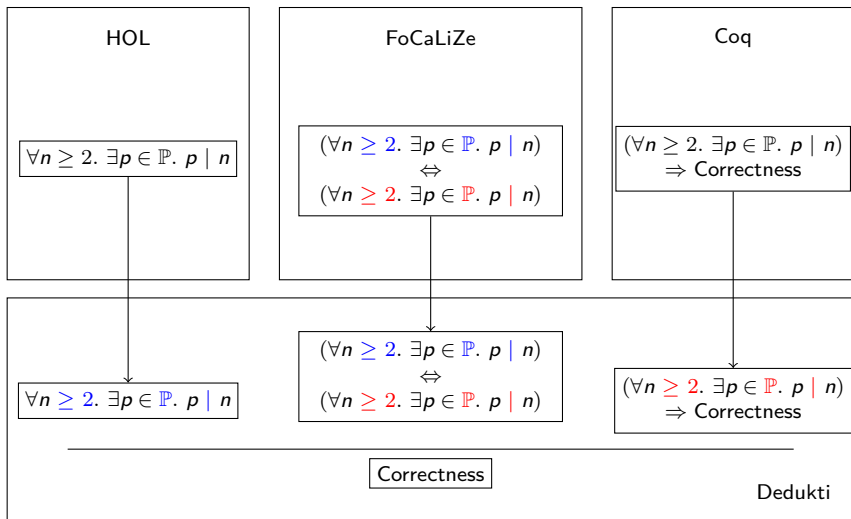 HOL
FoCaLiZe
Coq
∀n ≥ 2. ∃p ∈ ℙ. p | n
(∀n ≥ 2. ∃p ∈ ℙ. p | n)
⇔
(∀n ≥ 2. ∃p ∈ ℙ. p | n)
(∀n ≥ 2. ∃p ∈ ℙ. p | n)
⇒ Correctness
∀n ≥ 2. ∃p ∈ ℙ. p | n
(∀n ≥ 2. ∃p ∈ ℙ. p | n)
⇔
(∀n ≥ 2. ∃p ∈ ℙ. p | n)
(∀n ≥ 2. ∃p ∈ ℙ. p | n)
⇒ Correctness
Correctness
Dedukti